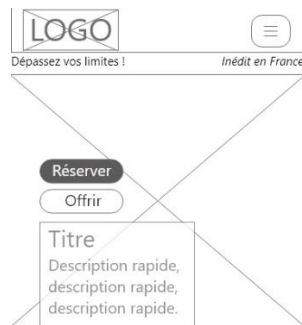 LOGO
Dépassez vos limites !
Inédit en France
Réserver
Offrir
Titre
Description rapide,
description rapide,
description rapide.